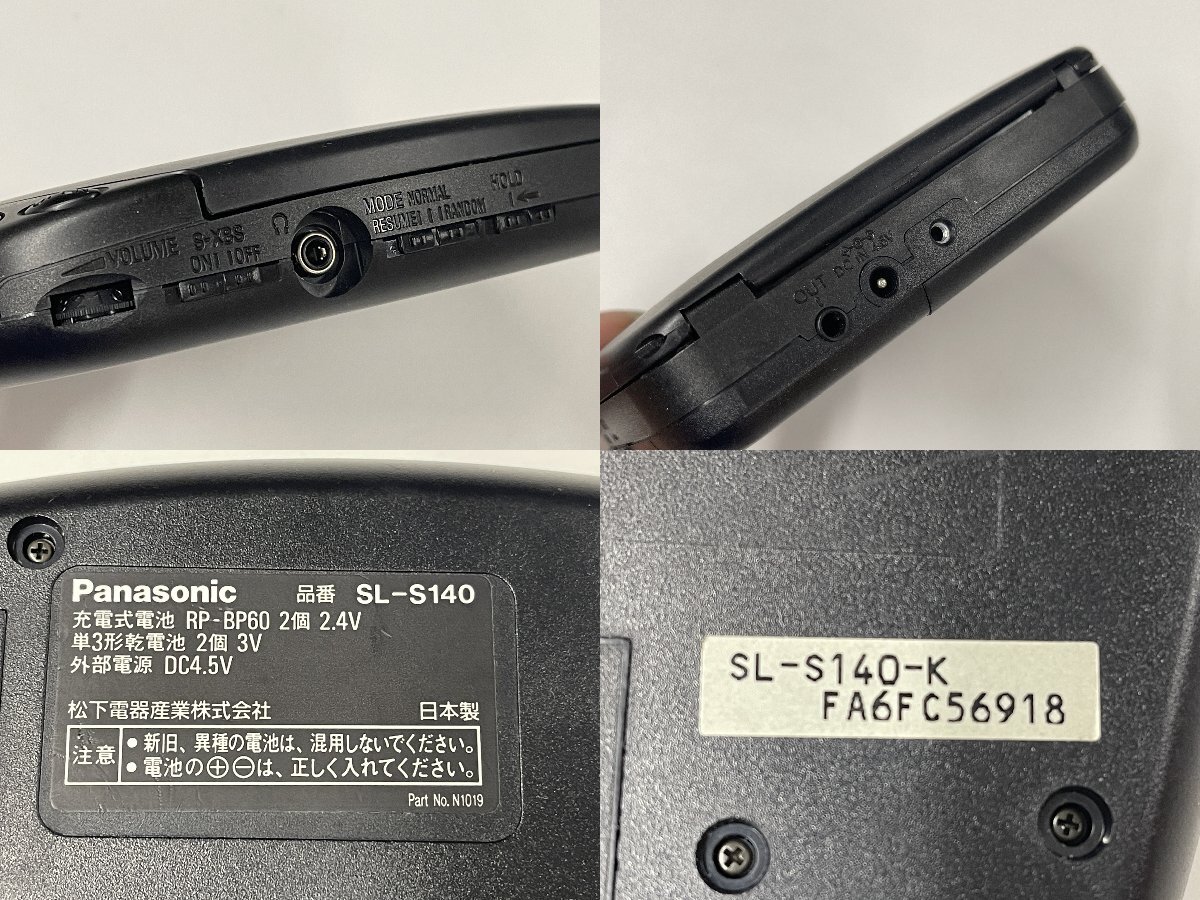 VOLUME
S-XBS
ON OFF
MODE NORMAL
RESUME RANDOM
HOLD
OUT
DC IN 4.5V
Panasonic 品番 SL-S140
充電式電池 RP-BP60 2個 2.4V
単3形乾電池 2個 3V
外部電源 DC4.5V
松下電器産業株式会社 日本製
注意
• 新旧、異種の電池は、混用しないでください。
• 電池の⊕⊖は、正しく入れてください。
Part No. N1019
SL-S140-K
FA6FC56918